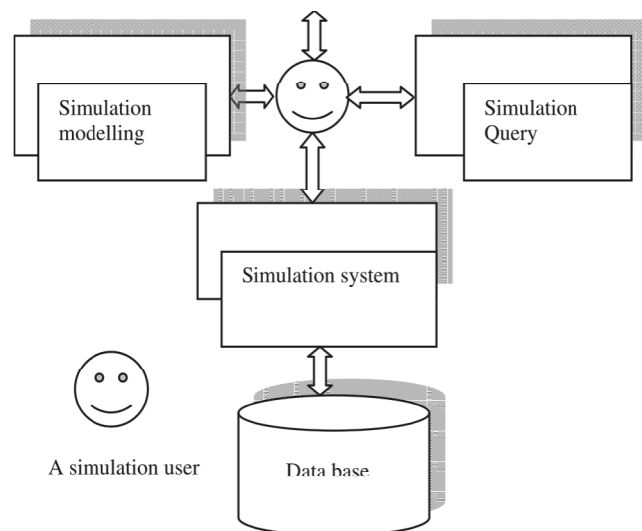 Simulation
modelling
Simulation
Query
Simulation system
A simulation user
Data base